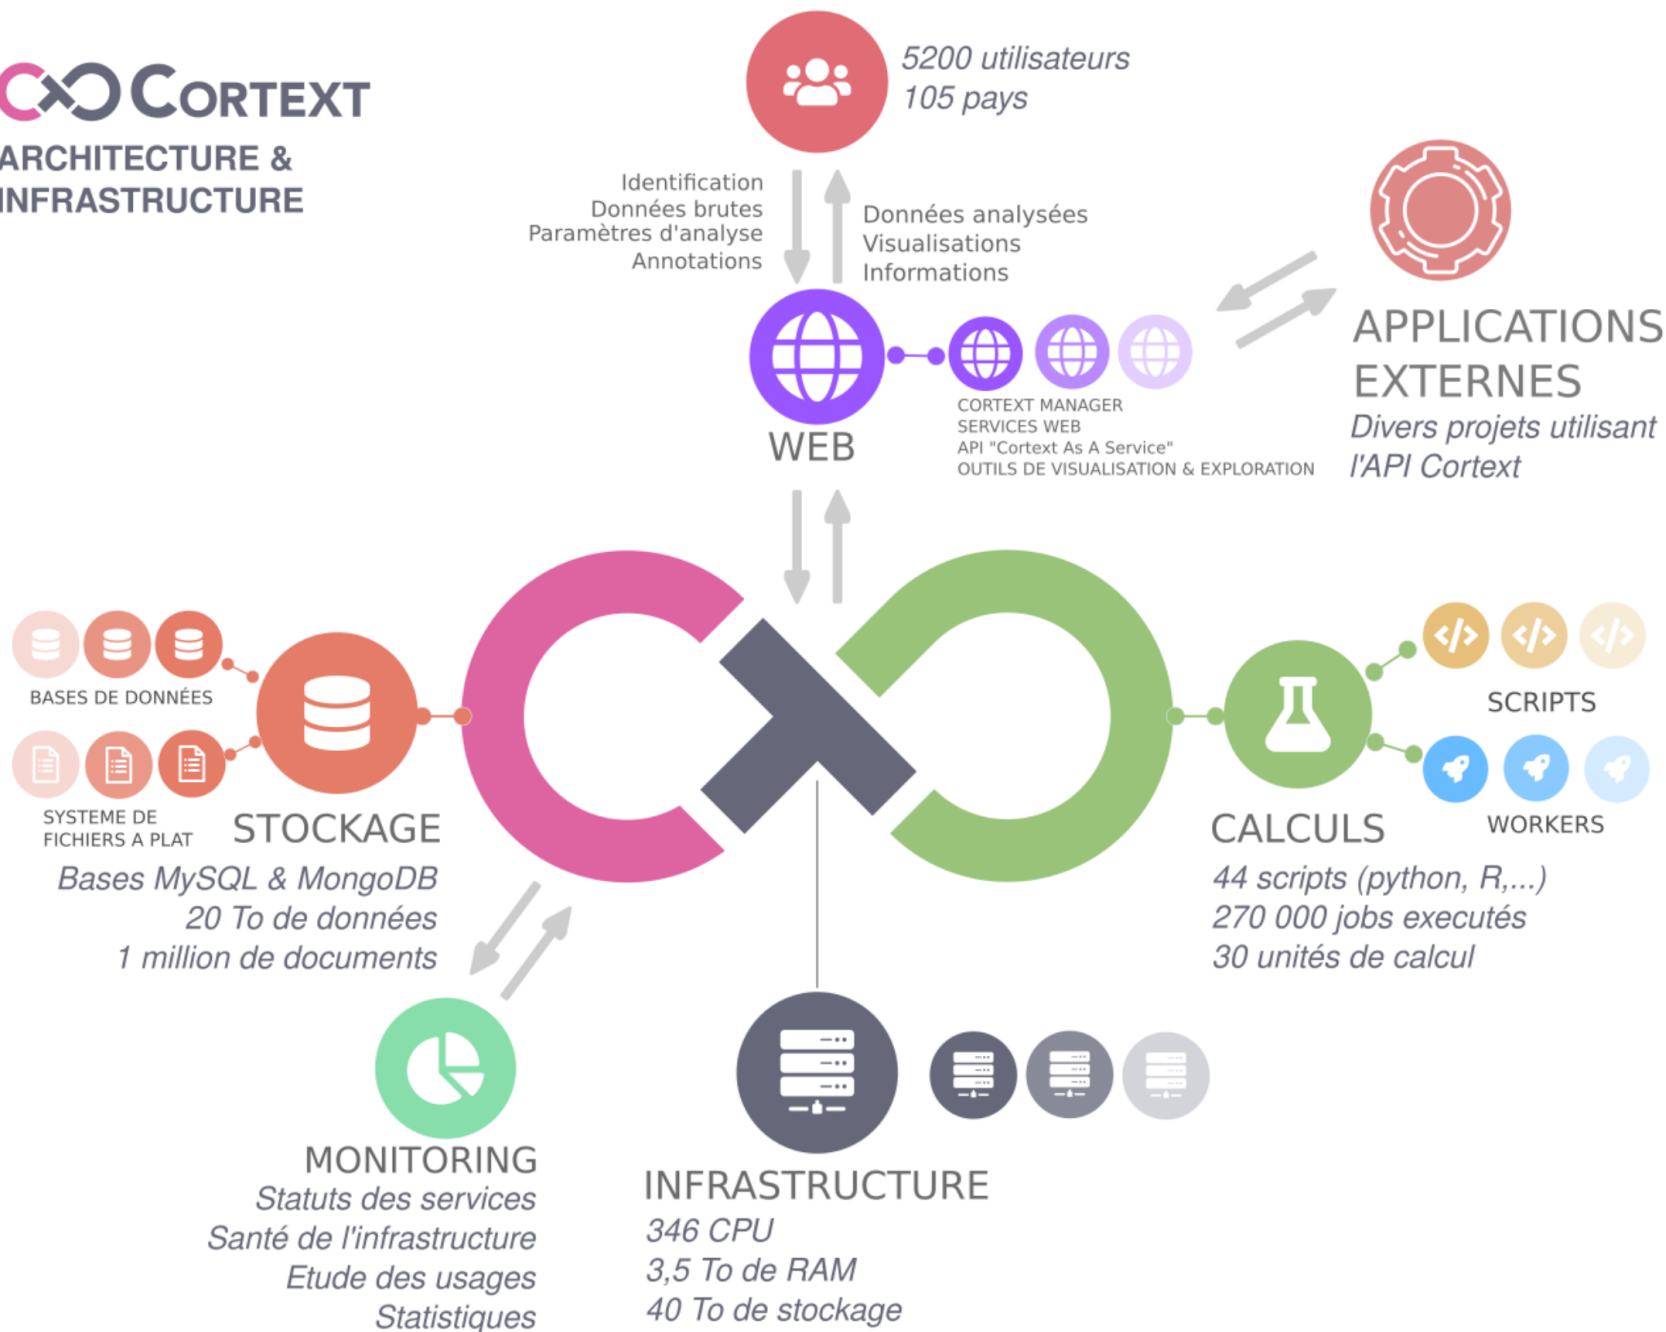 CORTEXT
ARCHITECTURE &
INFRASTRUCTURE
5200 utilisateurs
105 pays
Identification
Données brutes
Paramètres d'analyse
Annotations
Données analysées
Visualisations
Informations
WEB
CORTEXT MANAGER
SERVICES WEB
API "Cortext As A Service"
OUTILS DE VISUALISATION & EXPLORATION
APPLICATIONS
EXTERNES
Divers projets utilisant
l'API Cortext
BASES DE DONNÉES
SYSTEME DE
FICHIERS A PLAT
STOCKAGE
Bases MySQL & MongoDB
20 To de données
1 million de documents
SCRIPTS
WORKERS
CALCULS
44 scripts (python, R,...)
270 000 jobs executés
30 unités de calcul
MONITORING
Statuts des services
Santé de l'infrastructure
Etude des usages
Statistiques
INFRASTRUCTURE
346 CPU
3,5 To de RAM
40 To de stockage